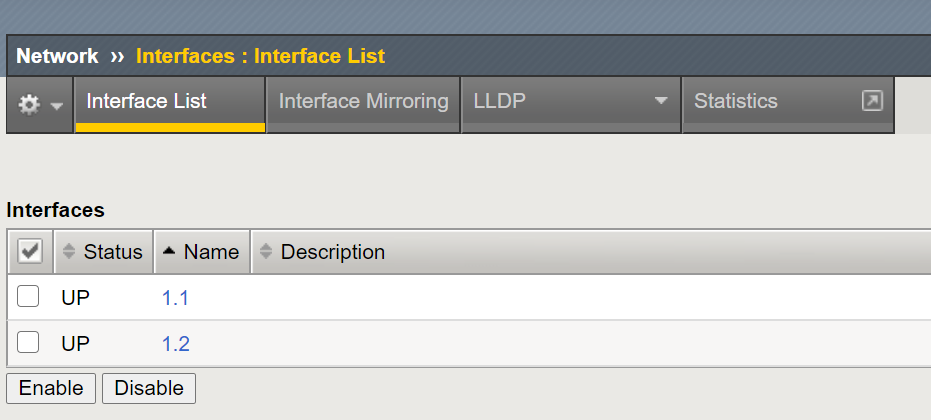 Network ›› Interfaces : Interface List
Interface List Interface Mirroring LLDP Statistics
Interfaces
Status Name Description
UP 1.1
UP 1.2
Enable Disable